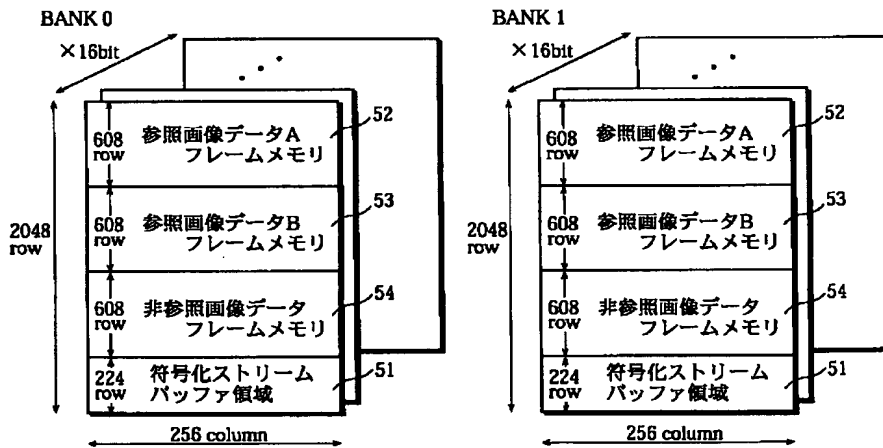 BANK 0
×16bit
2048 row
608 row
参照画像データA
フレームメモリ
52
608 row
参照画像データB
フレームメモリ
53
608 row
非参照画像データ
フレームメモリ
54
224 row
符号化ストリーム
バッファ領域
51
256 column
BANK 1
×16bit
2048 row
608 row
参照画像データA
フレームメモリ
52
608 row
参照画像データB
フレームメモリ
53
608 row
非参照画像データ
フレームメモリ
54
224 row
符号化ストリーム
バッファ領域
51
256 column